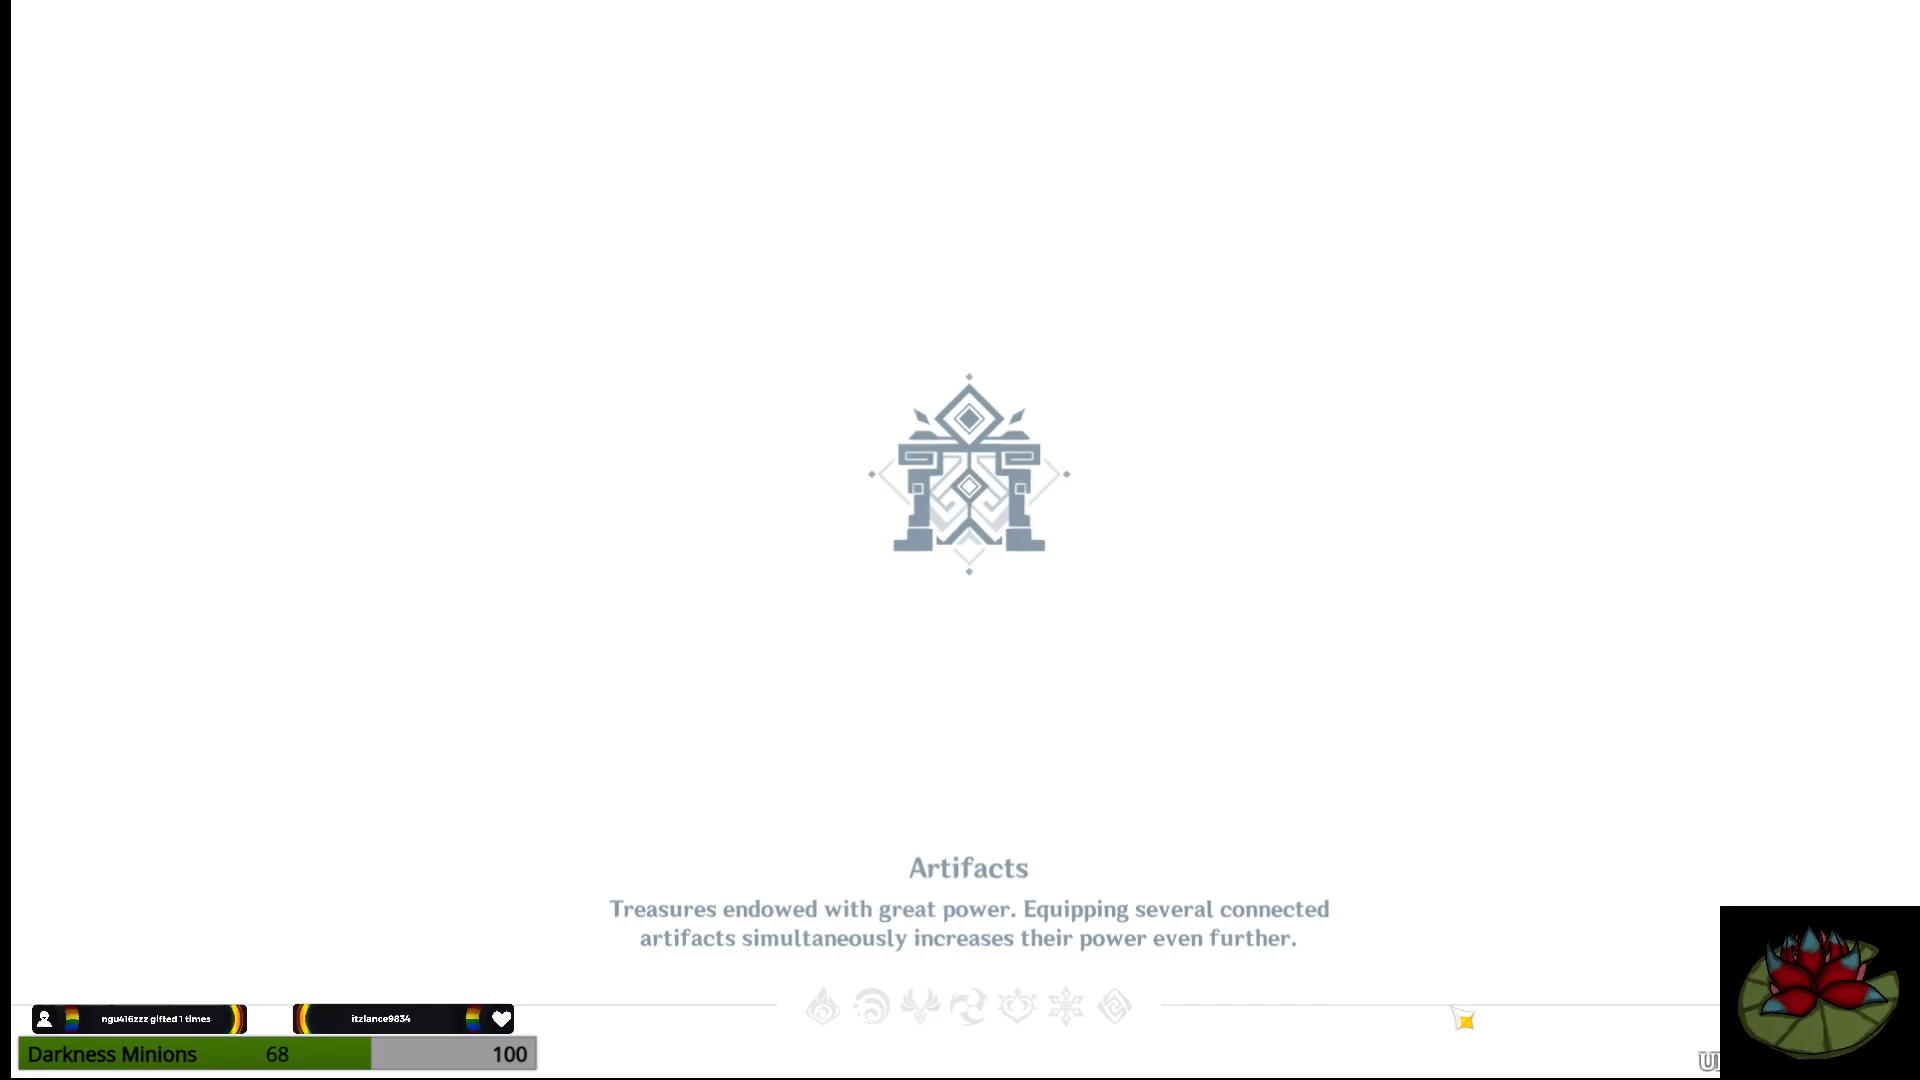 Artifacts
Treasures endowed with great power. Equipping several connected
artifacts simultaneously increases their power even further.
ngu416zzz gifted 1 times
itzlance9834
Darkness Minions 68 100